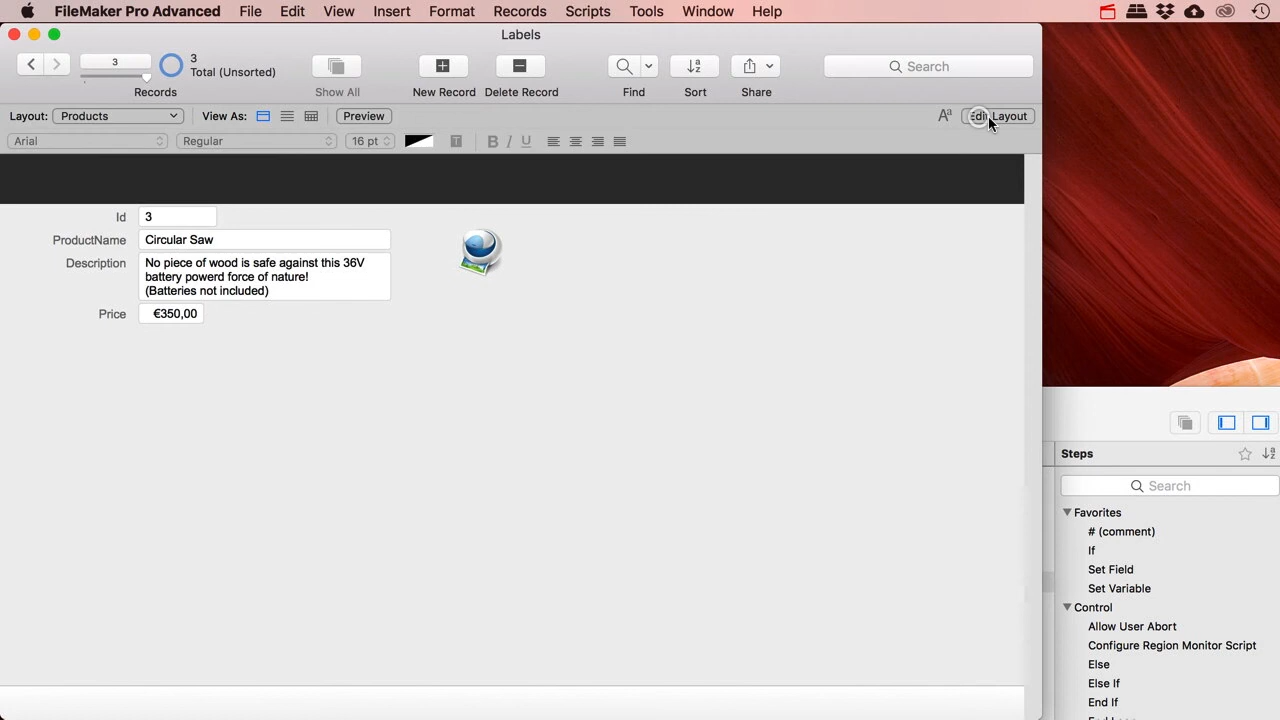 FileMaker Pro Advanced File Edit View Insert Format Records Scripts Tools Window Help
Labels
3
3
Total (Unsorted)
Search
Records Show All New Record Delete Record Find Sort Share
Layout: Products View As: Preview Aa Edit Layout
Arial Regular 16 pt T B I U
Id 3
ProductName Circular Saw
Description No piece of wood is safe against this 36V
battery powerd force of nature!
(Batteries not included)
Price €350,00
Steps
Search
Favorites
# (comment)
If
Set Field
Set Variable
Control
Allow User Abort
Configure Region Monitor Script
Else
Else If
End If